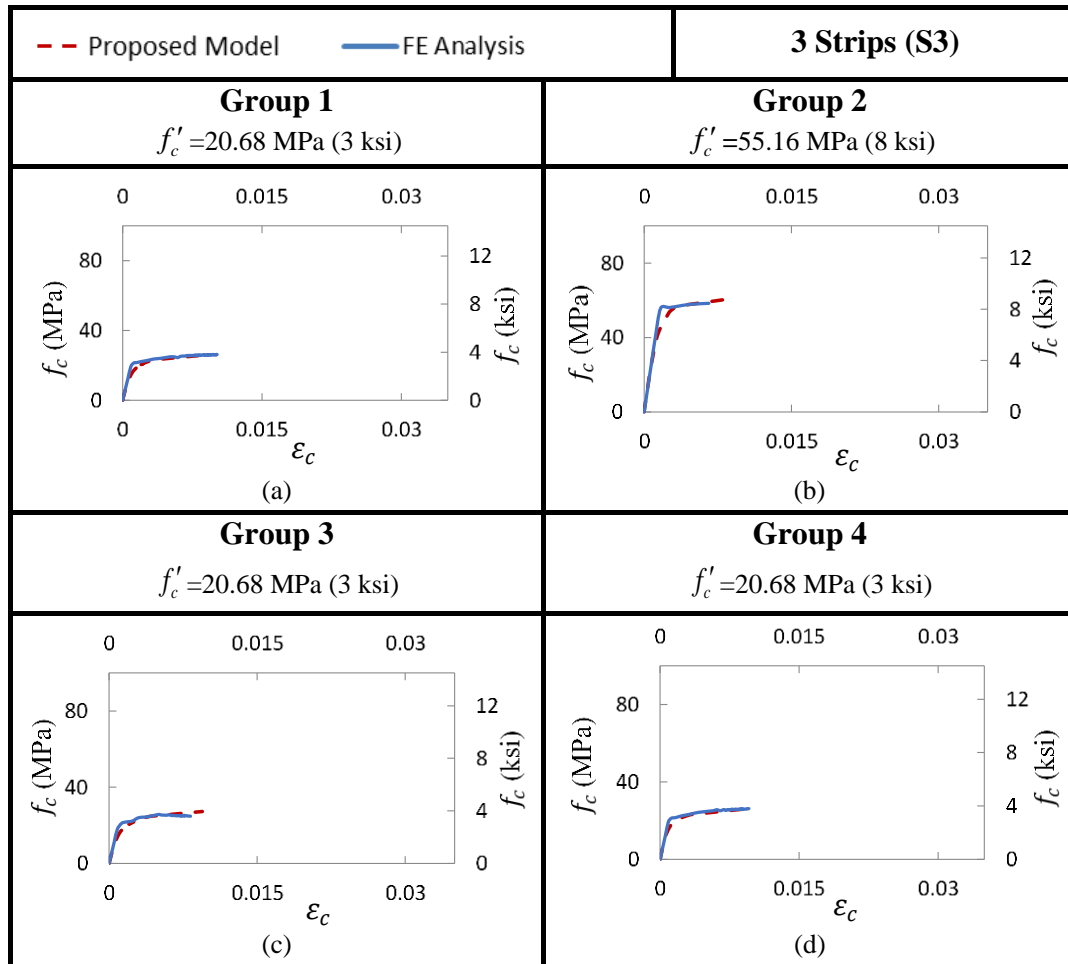 Proposed Model FE Analysis 3 Strips (S3)
Group 1
f′c =20.68 MPa (3 ksi)
Group 2
f′c =55.16 MPa (8 ksi)
0 0.015 0.03
80
40
0
fc (MPa)
12
8
4
0
fc (ksi)
0 0.015 0.03
εc
(a)
0 0.015 0.03
80
40
0
fc (MPa)
12
8
4
0
fc (ksi)
0 0.015 0.03
εc
(b)
Group 3
f′c =20.68 MPa (3 ksi)
Group 4
f′c =20.68 MPa (3 ksi)
0 0.015 0.03
80
40
0
fc (MPa)
12
8
4
0
fc (ksi)
0 0.015 0.03
εc
(c)
0 0.015 0.03
80
40
0
fc (MPa)
12
8
4
0
fc (ksi)
0 0.015 0.03
εc
(d)